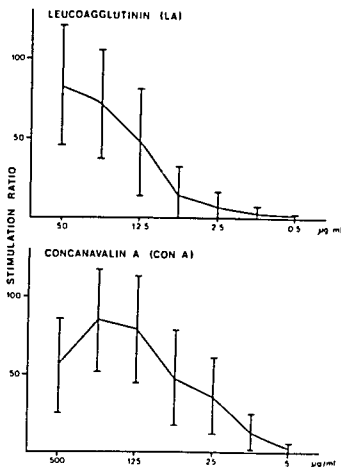 LEUCOAGGLUTININ (LA)
100
50
50
12.5
2.5
0.5
µg ml
STIMULATION RATIO
CONCANAVALIN A (CON A)
100
50
500
125
25
5
µg/ml